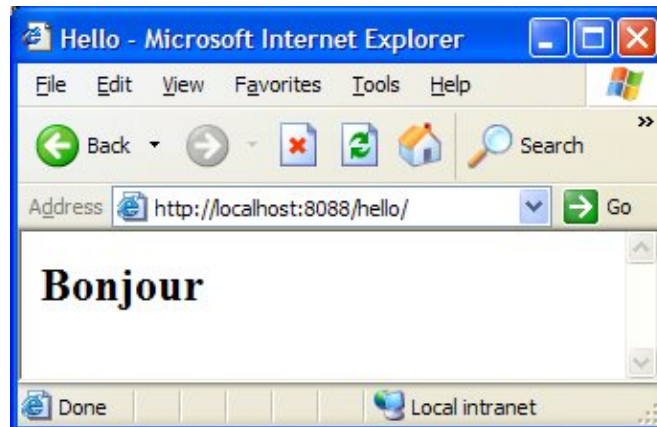 Hello - Microsoft Internet Explorer
File Edit View Favorites Tools Help
Back Search »
Address http://localhost:8088/hello/ Go
Bonjour
Done Local intranet